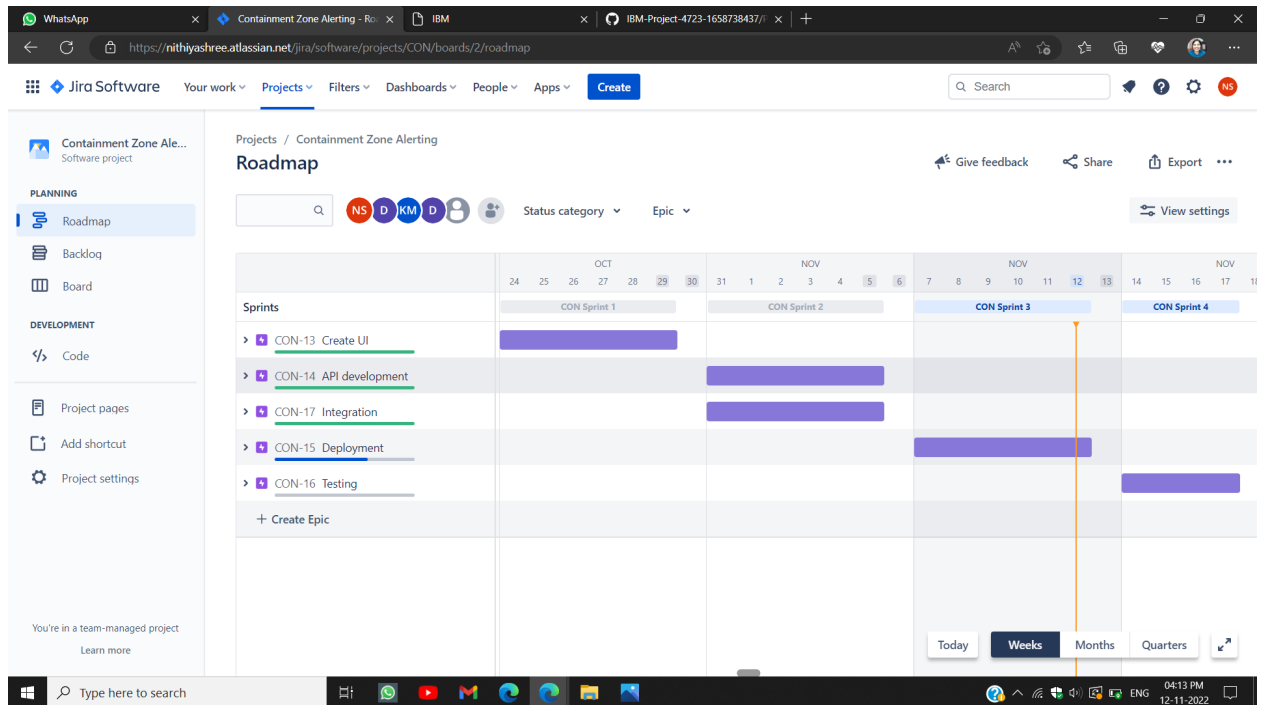 WhatsApp
Containment Zone Alerting - Ro
IBM
IBM-Project-4723-1658738437/
https://nithiyashree.atlassian.net/jira/software/projects/CON/boards/2/roadmap
Jira Software
Your work
Projects
Filters
Dashboards
People
Apps
Create
Search
NS
Containment Zone Ale...
Software project
PLANNING
Roadmap
Backlog
Board
DEVELOPMENT
Code
Project pages
Add shortcut
Project settings
You're in a team-managed project
Learn more
Projects / Containment Zone Alerting
Roadmap
Give feedback
Share
Export
NS D KM D
Status category
Epic
View settings
OCT NOV NOV NOV
24 25 26 27 28 29 30 31 1 2 3 4 5 6 7 8 9 10 11 12 13 14 15 16 17
Sprints
CON Sprint 1
CON Sprint 2
CON Sprint 3
CON Sprint 4
CON-13 Create UI
CON-14 API development
CON-17 Integration
CON-15 Deployment
CON-16 Testing
+ Create Epic
Today
Weeks
Months
Quarters
Type here to search
ENG
04:13 PM
12-11-2022